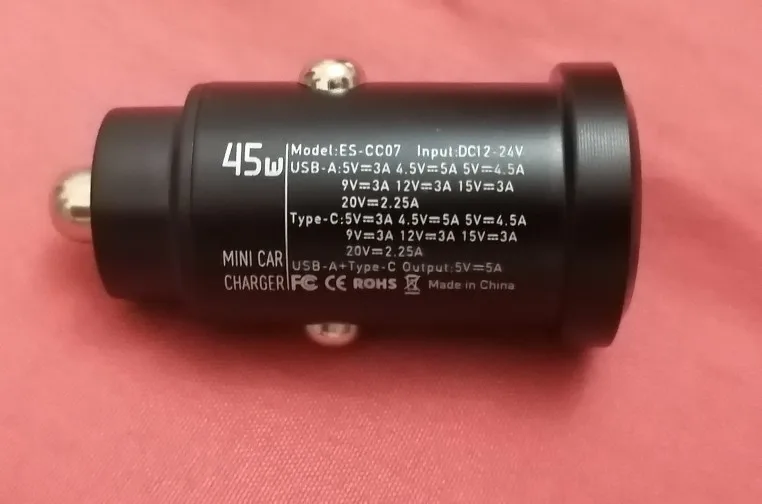 45W
MINI CAR
CHARGER
Model:ES-CC07 Input:DC12-24V
USB-A:5V=3A 4.5V=5A 5V=4.5A
9V=3A 12V=3A 15V=3A
20V=2.25A
Type-C:5V=3A 4.5V=5A 5V=4.5A
9V=3A 12V=3A 15V=3A
20V=2.25A
USB-A+Type-C Output:5V=5A
FC CE ROHS Made in China